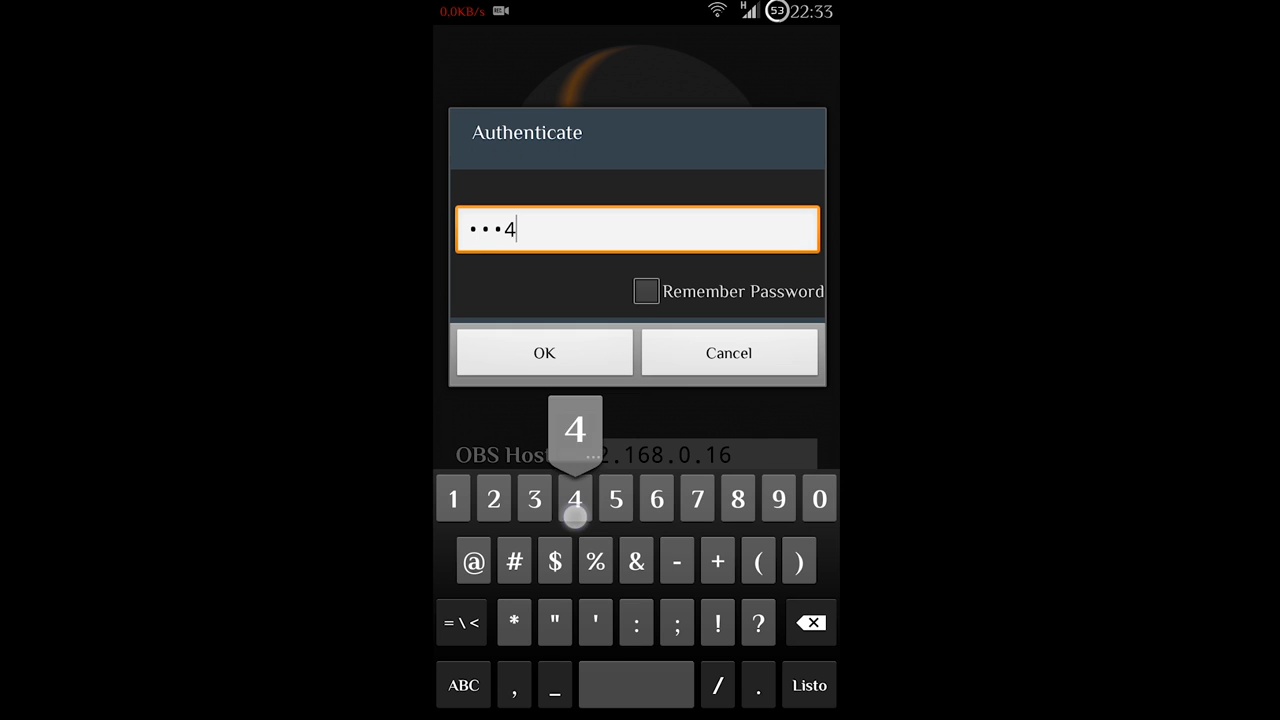 0,0KB/s REC H 53 22:33
Authenticate
•••4
Remember Password
OK Cancel
4
...
OBS Host 2.168.0.16
1 2 3 4 5 6 7 8 9 0
@ # $ % & - + ( )
= \ < * " ' : ; ! ?
ABC , _ / . Listo